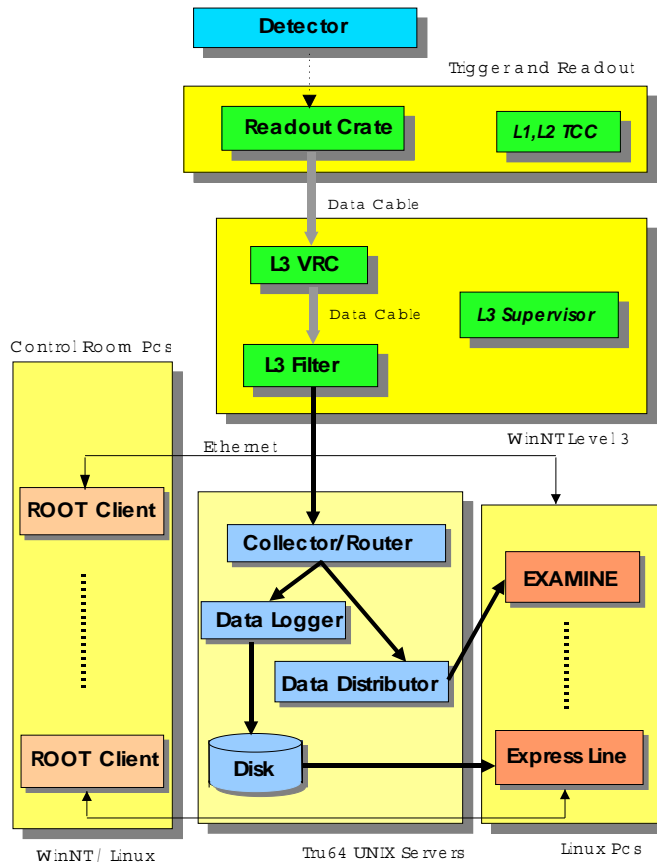 Detector
Trigger and Readout
Readout Crate
L1,L2 TCC
Data Cable
L3 VRC
Data Cable
L3 Supervisor
Control Room Pcs
L3 Filter
WinNT Level 3
Ethernet
ROOT Client
Collector/Router
EXAMINE
Data Logger
Data Distributor
ROOT Client
Disk
Express Line
WinNT / Linux
Tru64 UNIX Servers
Linux Pcs